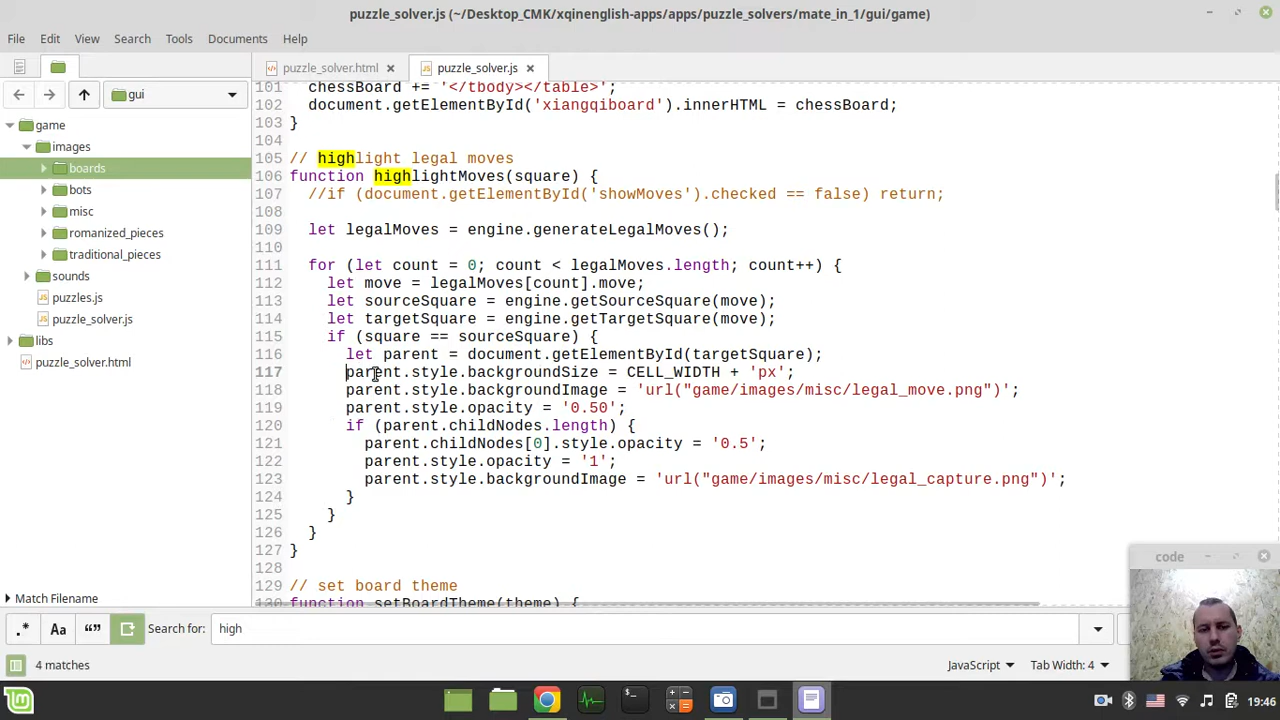 puzzle_solver.js (~/Desktop_CMK/xqinenglish-apps/apps/puzzle_solvers/mate_in_1/gui/game)
File Edit View Search Tools Documents Help
puzzle_solver.html
puzzle_solver.js
gui
game
images
boards
bots
misc
romanized_pieces
traditional_pieces
sounds
puzzles.js
puzzle_solver.js
libs
puzzle_solver.html
Match Filename
101 chessBoard += '</tbody></table>';
102 document.getElementById('xiangqiboard').innerHTML = chessBoard;
103 }
104
105 // highlight legal moves
106 function highlightMoves(square) {
107 //if (document.getElementById('showMoves').checked == false) return;
108
109 let legalMoves = engine.generateLegalMoves();
110
111 for (let count = 0; count < legalMoves.length; count++) {
112 let move = legalMoves[count].move;
113 let sourceSquare = engine.getSourceSquare(move);
114 let targetSquare = engine.getTargetSquare(move);
115 if (square == sourceSquare) {
116 let parent = document.getElementById(targetSquare);
117 parent.style.backgroundSize = CELL_WIDTH + 'px';
118 parent.style.backgroundImage = 'url("game/images/misc/legal_move.png")';
119 parent.style.opacity = '0.50';
120 if (parent.childNodes.length) {
121 parent.childNodes[0].style.opacity = '0.5';
122 parent.style.opacity = '1';
123 parent.style.backgroundImage = 'url("game/images/misc/legal_capture.png")';
124 }
125 }
126 }
127 }
128
129 // set board theme
130 function setBoardTheme(theme) {
code
.* Aa Search for: high
4 matches
JavaScript Tab Width: 4
19:46